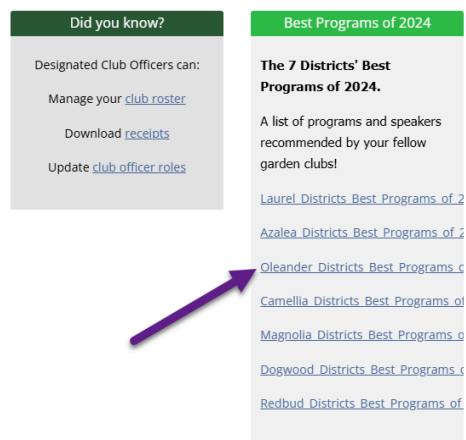 Did you know?
Designated Club Officers can:
Manage your club roster
Download receipts
Update club officer roles
Best Programs of 2024
The 7 Districts' Best
Programs of 2024.
A list of programs and speakers
recommended by your fellow
garden clubs!
Laurel Districts Best Programs of
Azalea Districts Best Programs of
Oleander Districts Best Programs
Camellia Districts Best Programs of
Magnolia Districts Best Programs
Dogwood Districts Best Programs
Redbud Districts Best Programs of